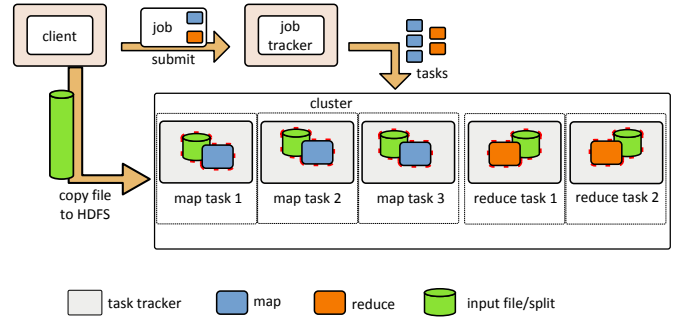 client
job
submit
job
tracker
tasks
cluster
map task 1
map task 2
map task 3
reduce task 1
reduce task 2
copy file
to HDFS
task tracker
map
reduce
input file/split